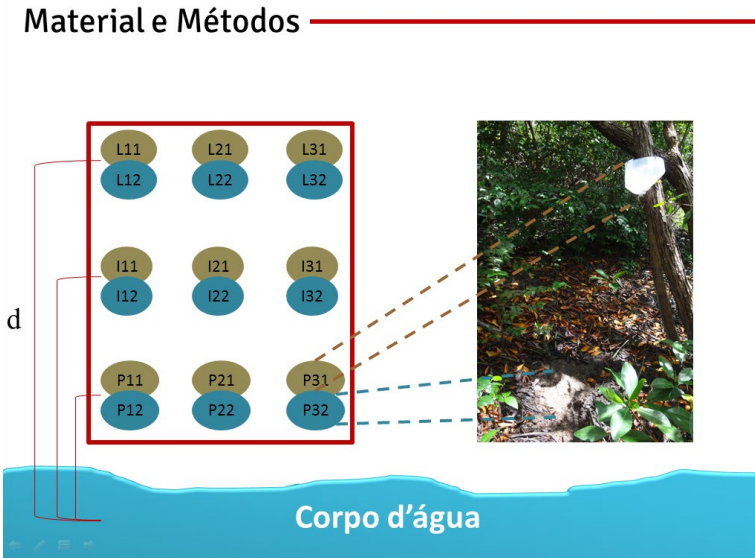 Material e Métodos
L11 L21 L31
L12 L22 L32
I11 I21 I31
I12 I22 I32
d
P11 P21 P31
P12 P22 P32
Corpo d'água